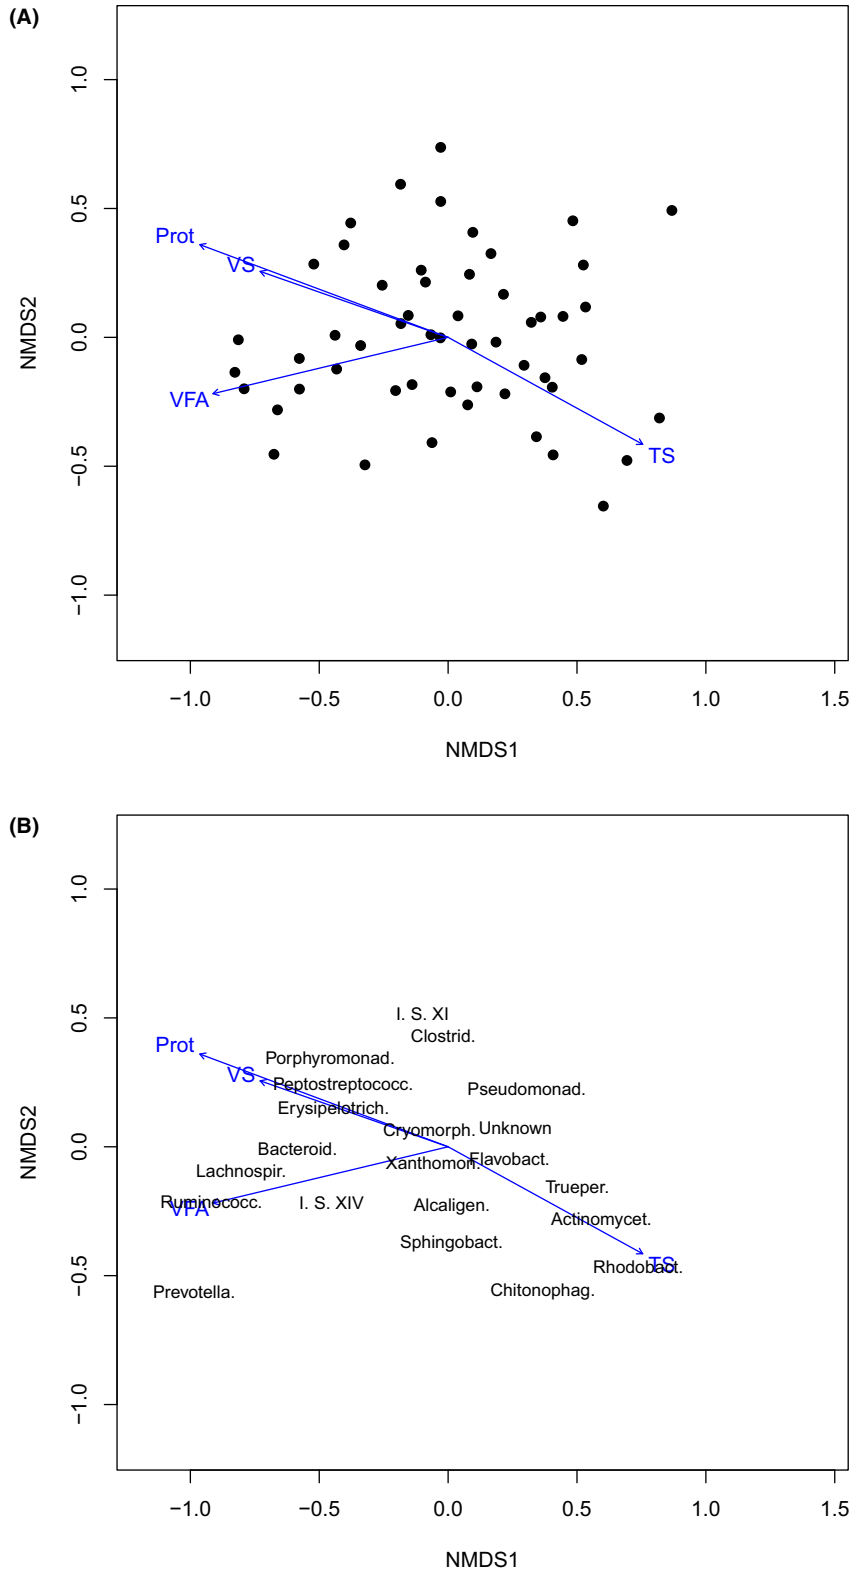 (A)
1.0
0.5
0.0
−0.5
−1.0
NMDS2
Prot
VS
VFA
TS
−1.0 −0.5 0.0 0.5 1.0 1.5
NMDS1
(B)
1.0
0.5
0.0
−0.5
−1.0
NMDS2
I. S. XI
Clostrid.
Prot
Porphyromonad.
VS
Peptostreptococc.
Pseudomonad.
Erysipelotrich.
Cryomorph. Unknown
Bacteroid.
Xanthomon. Flavobact.
Lachnospir.
Trueper.
Ruminococc. I. S. XIV
VFA
Alcaligen.
Actinomycet.
Sphingobact.
Rhodobact.
TS
Prevotella.
Chitonophag.
−1.0 −0.5 0.0 0.5 1.0 1.5
NMDS1